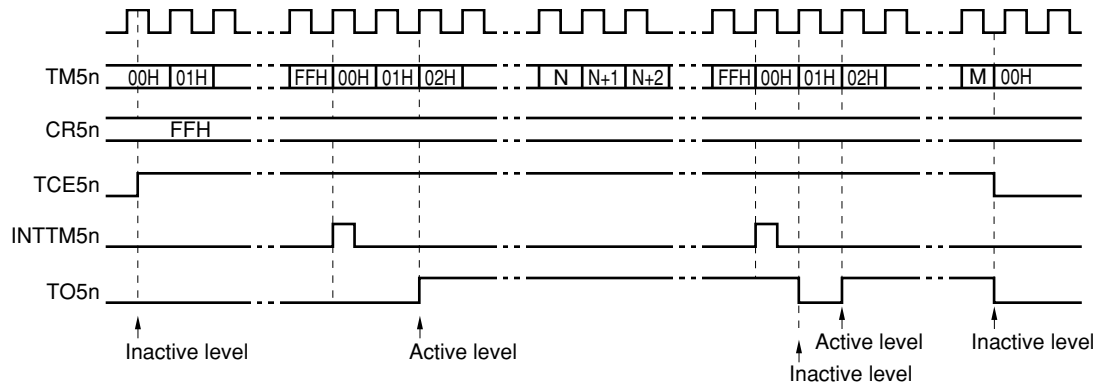 TM5n 00H 01H FFH 00H 01H 02H N N+1 N+2 FFH 00H 01H 02H M 00H
CR5n FFH
TCE5n
INTTM5n
TO5n
Inactive level Active level Active level Inactive level
Inactive level